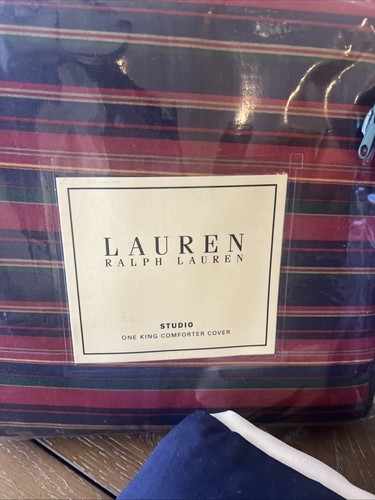 LAUREN
RALPH LAUREN
STUDIO
ONE KING COMFORTER COVER